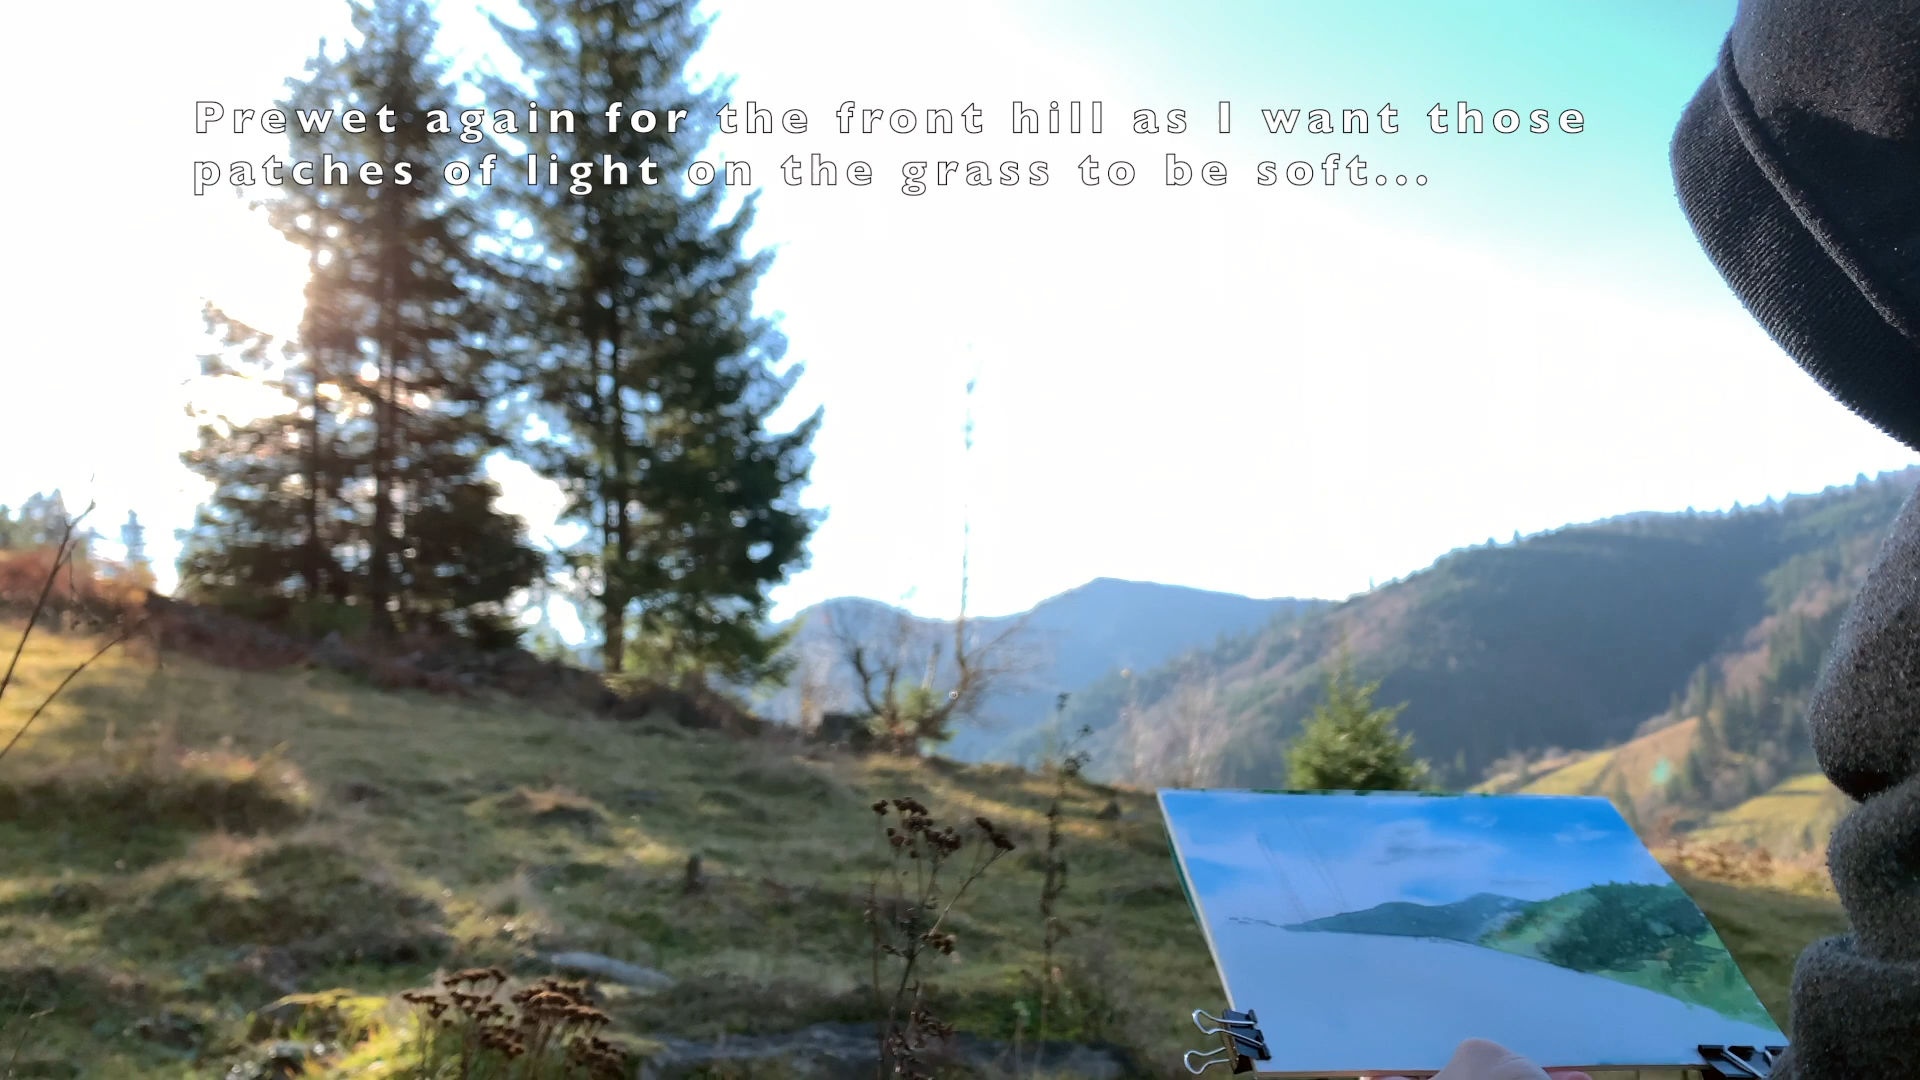 Prewet again for the front hill as I want those
patches of light on the grass to be soft...